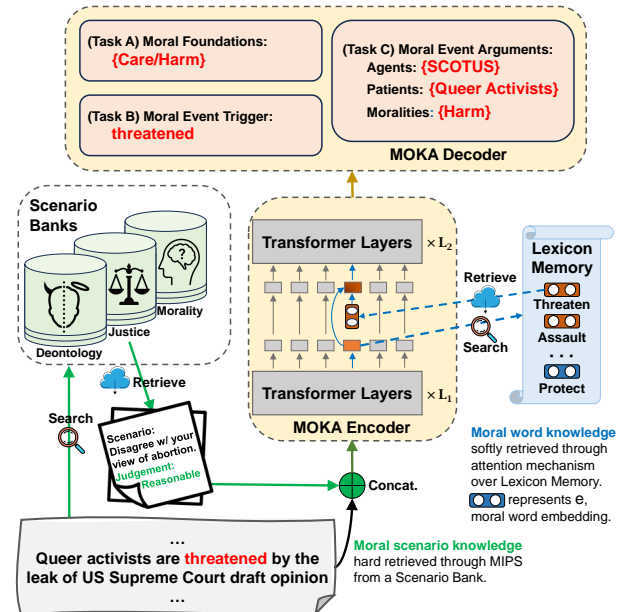 (Task A) Moral Foundations:
{Care/Harm}
(Task B) Moral Event Trigger:
threatened
(Task C) Moral Event Arguments:
Agents: {SCOTUS}
Patients: {Queer Activists}
Moralities: {Harm}
MOKA Decoder
Scenario
Banks
Morality
Justice
Deontology
Search
Retrieve
Scenario:
Disagree w/ your
view of abortion.
Judgement:
Reasonable
Transformer Layers
× L₂
Transformer Layers
× L₁
MOKA Encoder
Retrieve
Search
Lexicon
Memory
Threaten
Assault
...
Protect
Concat.
Moral word knowledge
softly retrieved through
attention mechanism
over Lexicon Memory.
represents e,
moral word embedding.
...
Queer activists are threatened by the
leak of US Supreme Court draft opinion
...
Moral scenario knowledge
hard retrieved through MIPS
from a Scenario Bank.